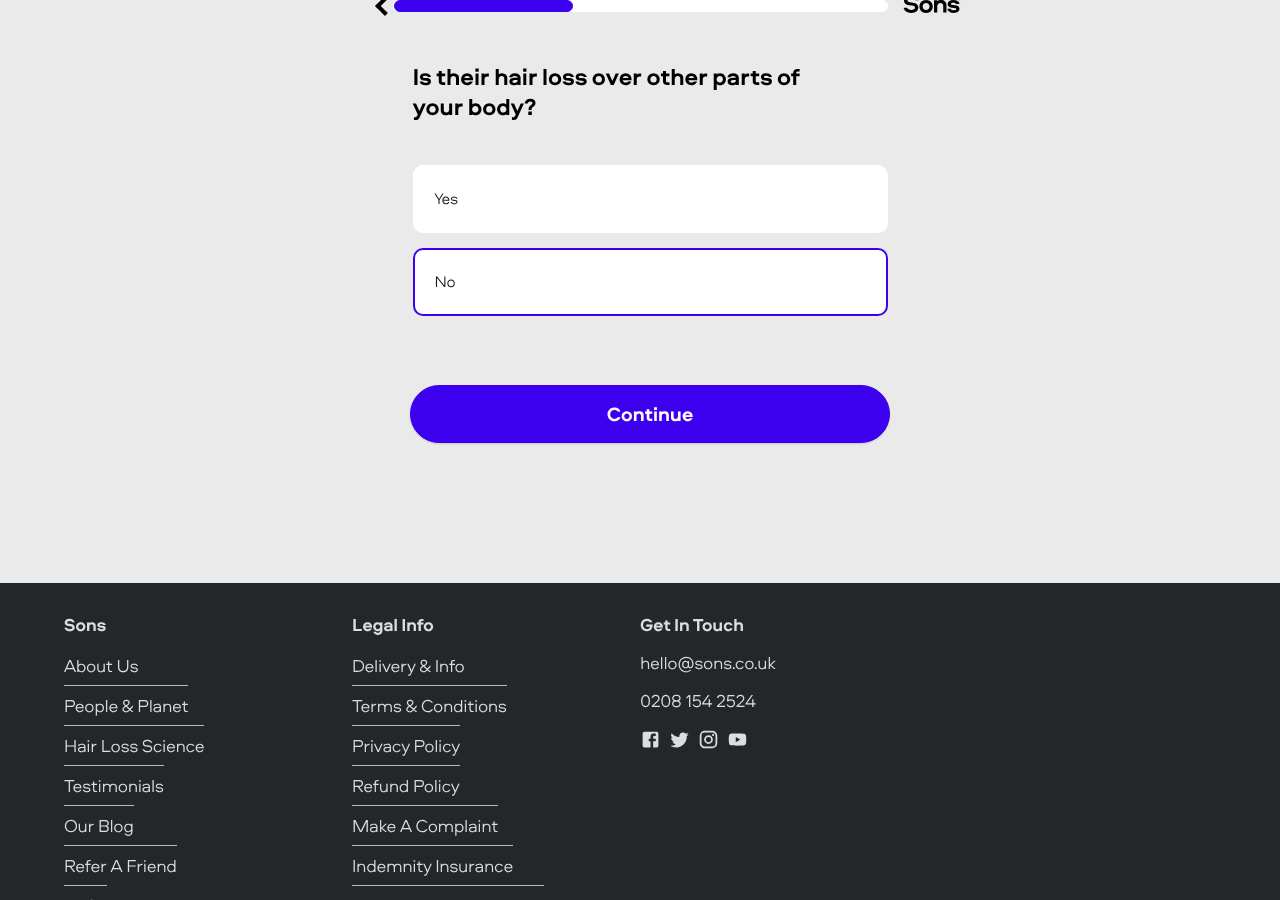 Sons
Is their hair loss over other parts of
your body?
Yes
No
Continue
Sons
About Us
People & Planet
Hair Loss Science
Testimonials
Our Blog
Refer A Friend
Legal Info
Delivery & Info
Terms & Conditions
Privacy Policy
Refund Policy
Make A Complaint
Indemnity Insurance
Get In Touch
hello@sons.co.uk
0208 154 2524